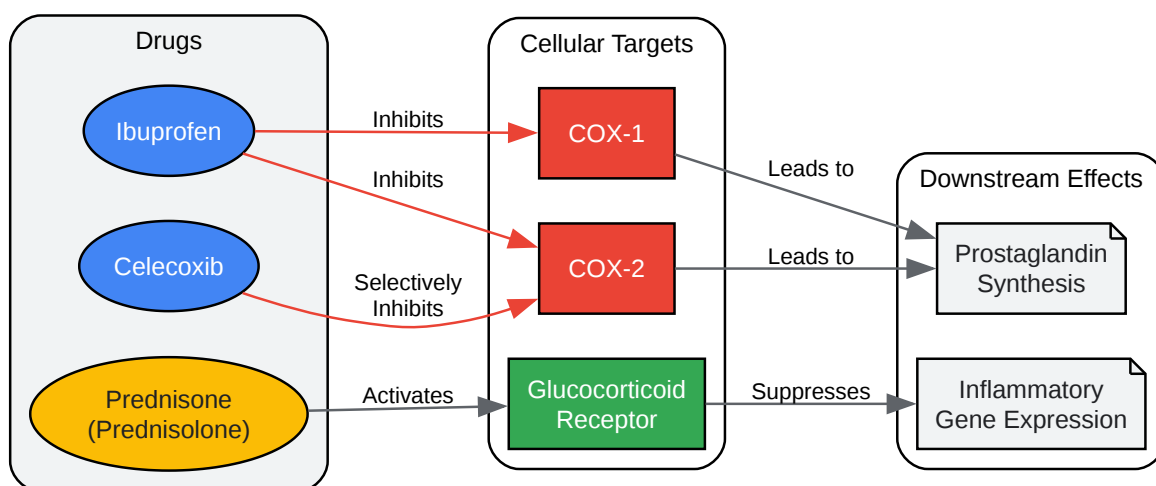 Drugs
Cellular Targets
Downstream Effects
Ibuprofen
Inhibits
COX-1
Leads to
Inhibits
Celecoxib
Selectively
Inhibits
COX-2
Leads to
Prostaglandin
Synthesis
Prednisone
(Prednisolone)
Activates
Glucocorticoid
Receptor
Suppresses
Inflammatory
Gene Expression